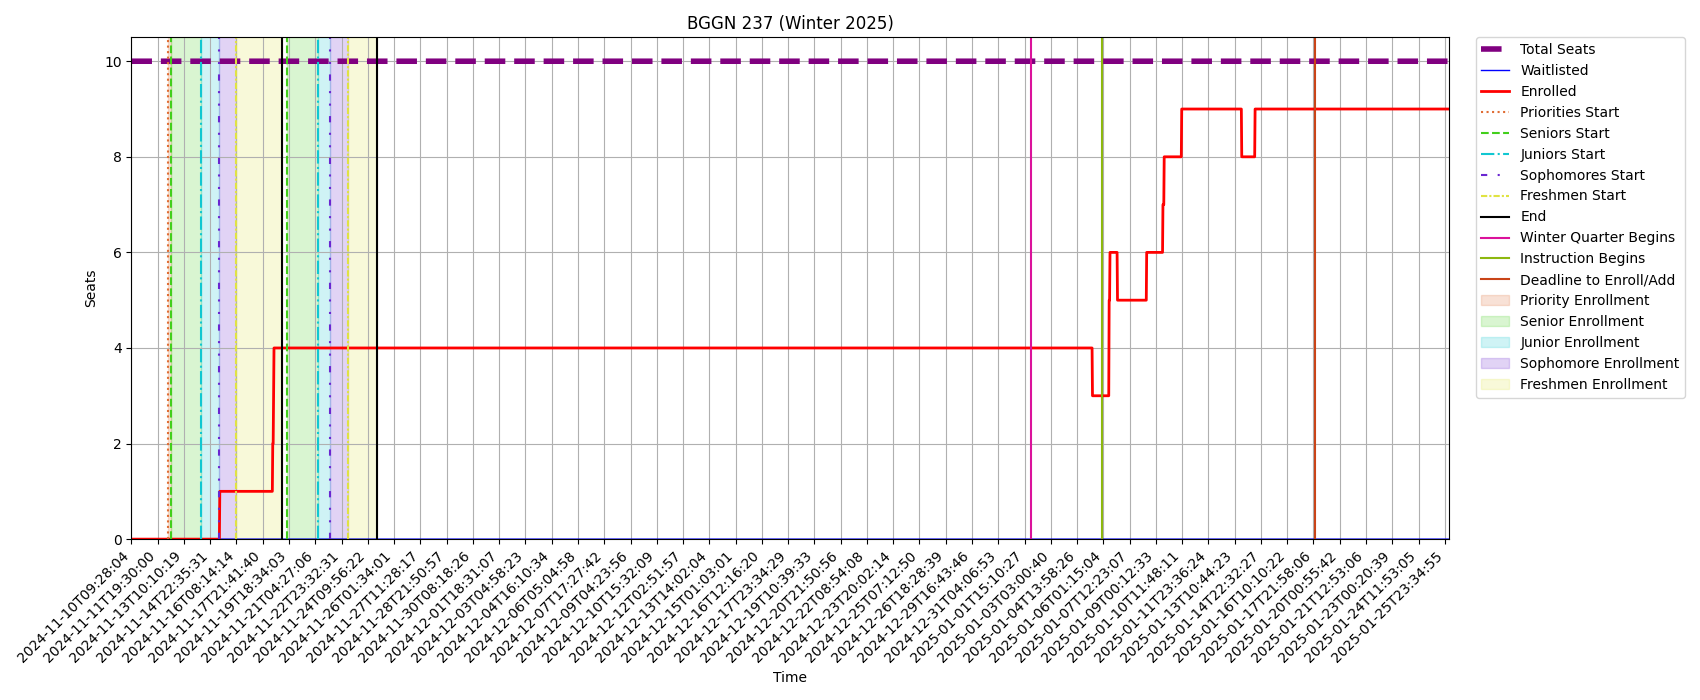 BGGN 237 (Winter 2025)
Seats
10
8
6
4
2
0
2024-11-10T09:28:04
2024-11-11T19:30:00
2024-11-13T10:10:19
2024-11-14T22:35:31
2024-11-16T08:14:14
2024-11-17T21:41:40
2024-11-19T18:34:03
2024-11-21T04:27:06
2024-11-22T23:32:31
2024-11-24T09:56:22
2024-11-26T01:34:01
2024-11-27T11:28:17
2024-11-28T21:50:57
2024-11-30T08:18:26
2024-12-01T18:31:07
2024-12-03T04:58:23
2024-12-04T16:10:34
2024-12-06T05:04:58
2024-12-07T17:27:42
2024-12-09T04:23:56
2024-12-10T15:32:09
2024-12-12T02:51:57
2024-12-13T14:02:04
2024-12-15T01:03:01
2024-12-16T12:16:20
2024-12-17T23:34:29
2024-12-19T10:39:33
2024-12-20T21:50:56
2024-12-22T08:54:08
2024-12-23T20:02:14
2024-12-25T07:12:50
2024-12-26T18:28:39
2024-12-29T16:43:46
2024-12-31T04:06:53
2025-01-01T15:10:27
2025-01-03T03:00:40
2025-01-04T13:58:26
2025-01-06T01:15:04
2025-01-07T12:23:07
2025-01-09T00:12:33
2025-01-10T11:48:11
2025-01-11T23:36:24
2025-01-13T10:44:23
2025-01-14T22:32:27
2025-01-16T10:10:22
2025-01-17T21:58:06
2025-01-20T00:55:42
2025-01-21T12:53:06
2025-01-23T00:20:39
2025-01-24T11:53:05
2025-01-25T23:34:55
Time
Total Seats
Waitlisted
Enrolled
Priorities Start
Seniors Start
Juniors Start
Sophomores Start
Freshmen Start
End
Winter Quarter Begins
Instruction Begins
Deadline to Enroll/Add
Priority Enrollment
Senior Enrollment
Junior Enrollment
Sophomore Enrollment
Freshmen Enrollment